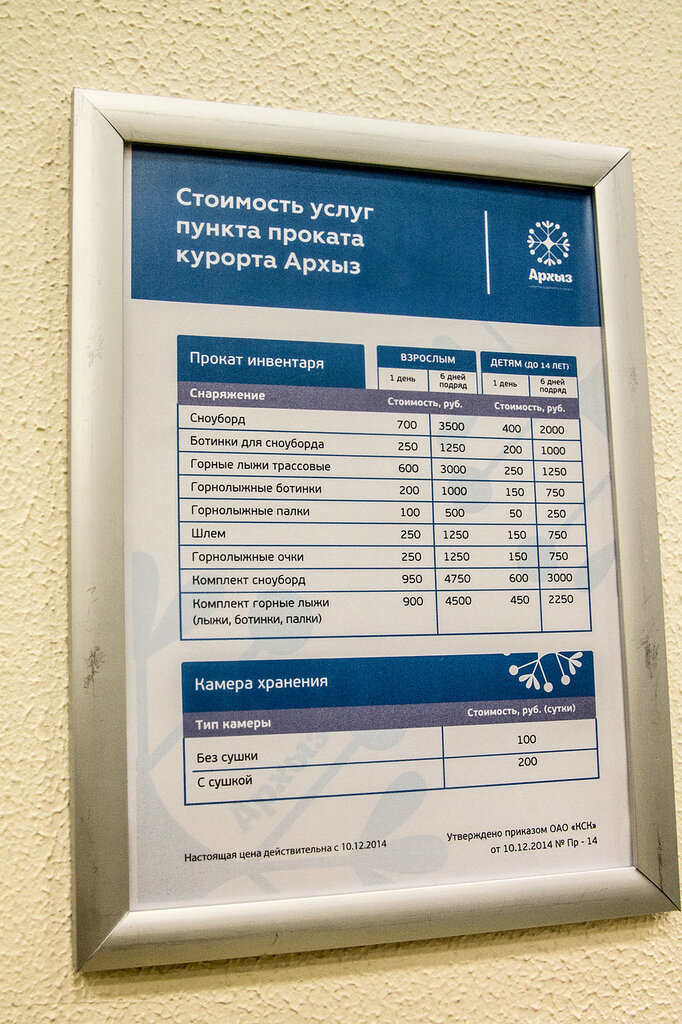 Стоимость услуг
пункта проката
курорта Архыз
Архыз
Прокат инвентаря
ВЗРОСЛЫМ
ДЕТЯМ (ДО 14 ЛЕТ)
1 день
6 дней подряд
1 день
6 дней подряд
Снаряжение Стоимость, руб. Стоимость, руб.
Сноуборд 700 3500 400 2000
Ботинки для сноуборда 250 1250 200 1000
Горные лыжи трассовые 600 3000 250 1250
Горнолыжные ботинки 200 1000 150 750
Горнолыжные палки 100 500 50 250
Шлем 250 1250 150 750
Горнолыжные очки 250 1250 150 750
Комплект сноуборд 950 4750 600 3000
Комплект горные лыжи 900 4500 450 2250
(лыжи, ботинки, палки)
Камера хранения
Тип камеры Стоимость, руб. (сутки)
Без сушки 100
С сушкой 200
Архыз
Настоящая цена действительна с 10.12.2014
Утверждено приказом ОАО «КСК»
от 10.12.2014 № Пр - 14